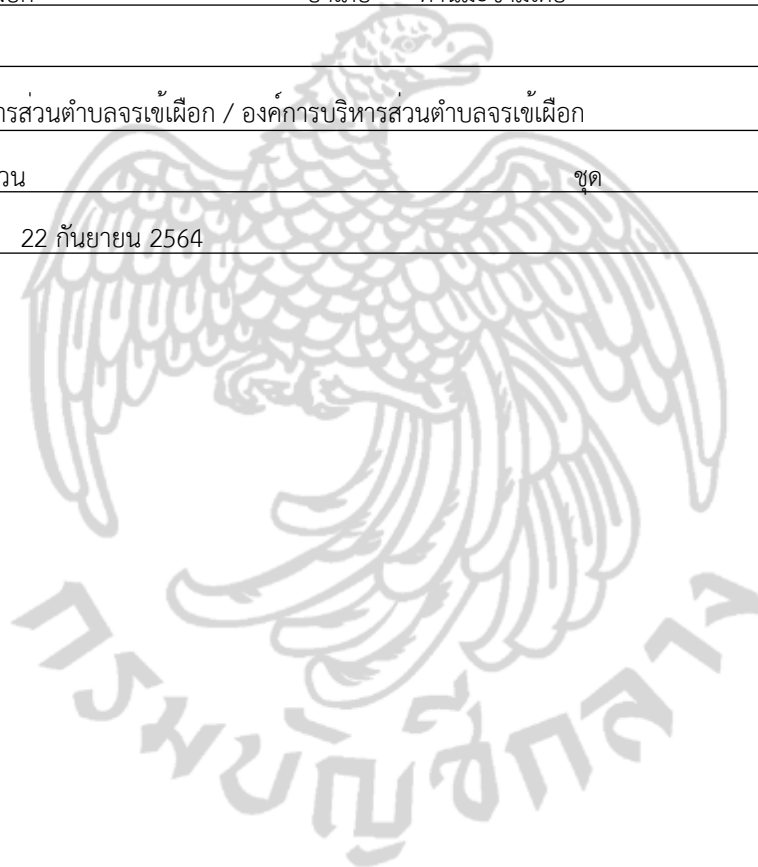 ารส่วนตำบลจรเข้เผือก / องค์การบริหารส่วนตำบลจรเข้เผือก
วน ชุด
22 กันยายน 2564
กรมบัญชีกลาง